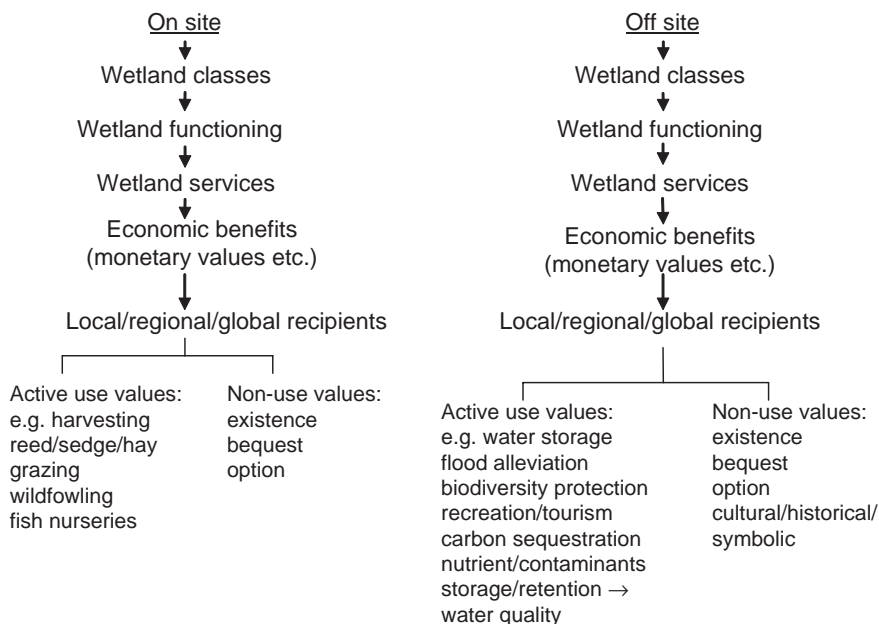 On site
Wetland classes
Wetland functioning
Wetland services
Economic benefits
(monetary values etc.)
Local/regional/global recipients
Active use values:
e.g. harvesting
reed/sedge/hay
grazing
wildfowling
fish nurseries
Non-use values:
existence
bequest
option
Off site
Wetland classes
Wetland functioning
Wetland services
Economic benefits
(monetary values etc.)
Local/regional/global recipients
Active use values:
e.g. water storage
flood alleviation
biodiversity protection
recreation/tourism
carbon sequestration
nutrient/contaminants
storage/retention →
water quality
Non-use values:
existence
bequest
option
cultural/historical/
symbolic